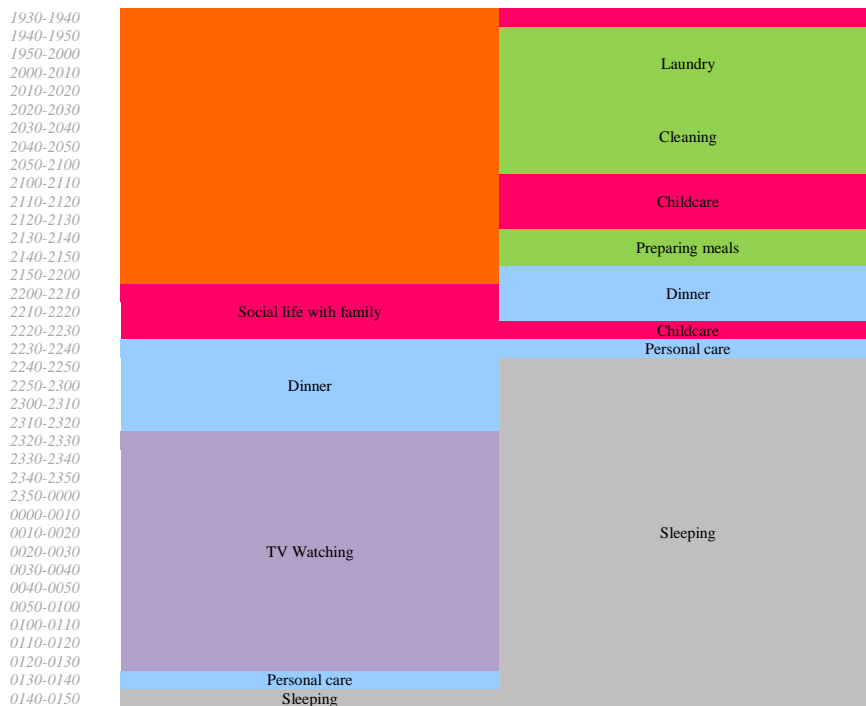 1930-1940
1940-1950
1950-2000 Laundry
2000-2010
2010-2020
2020-2030
2030-2040 Cleaning
2040-2050
2050-2100
2100-2110
2110-2120 Childcare
2120-2130
2130-2140 Preparing meals
2140-2150
2150-2200
2200-2210 Dinner
2210-2220 Social life with family
2220-2230 Childcare
2230-2240 Personal care
2240-2250
2250-2300 Dinner
2300-2310
2310-2320
2320-2330
2330-2340
2340-2350
2350-0000
0000-0010
0010-0020 Sleeping
0020-0030 TV Watching
0030-0040
0040-0050
0050-0100
0100-0110
0110-0120
0120-0130
0130-0140 Personal care
0140-0150 Sleeping